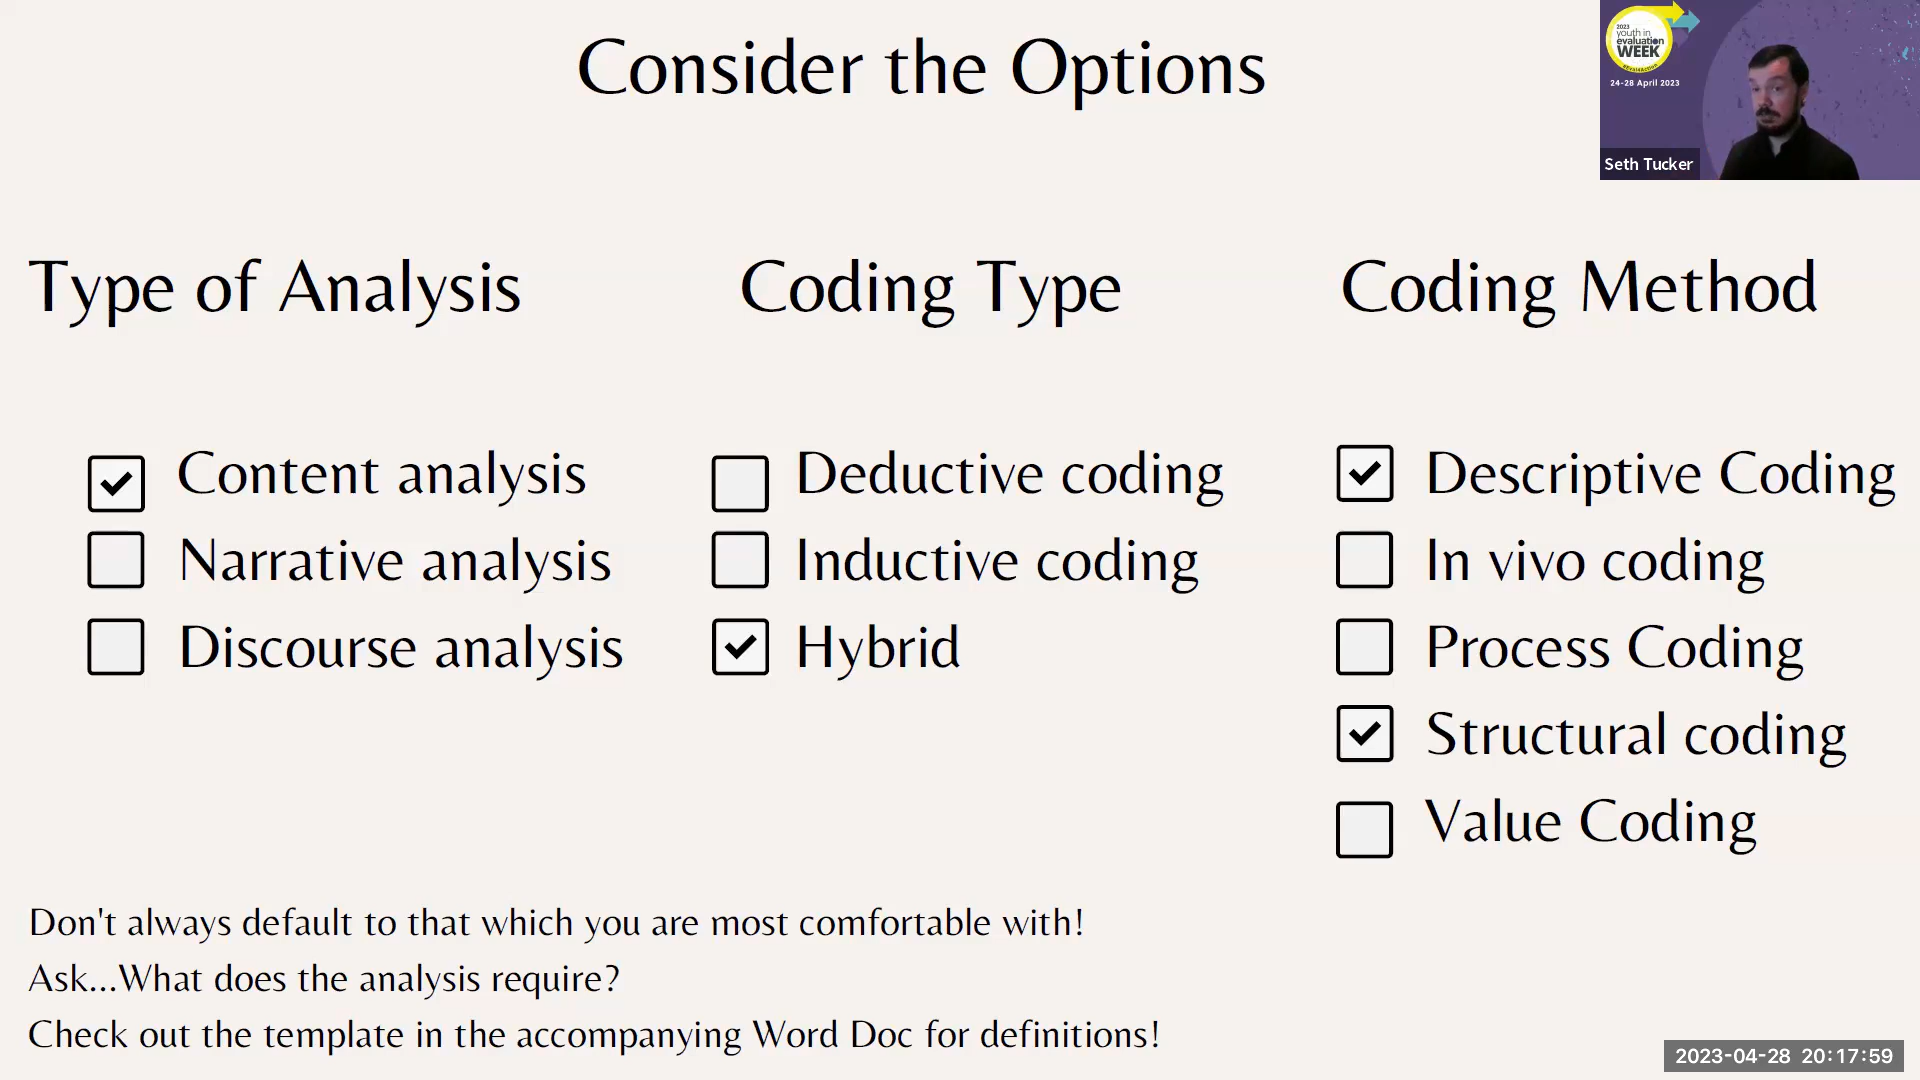 Consider the Options
2023
youth in
evaluation
WEEK
24-28 April 2023
Seth Tucker
Type of Analysis
Content analysis
Narrative analysis
Discourse analysis
Coding Type
Deductive coding
Inductive coding
Hybrid
Coding Method
Descriptive Coding
In vivo coding
Process Coding
Structural coding
Value Coding
Don't always default to that which you are most comfortable with!
Ask...What does the analysis require?
Check out the template in the accompanying Word Doc for definitions!
2023-04-28 20:17:59